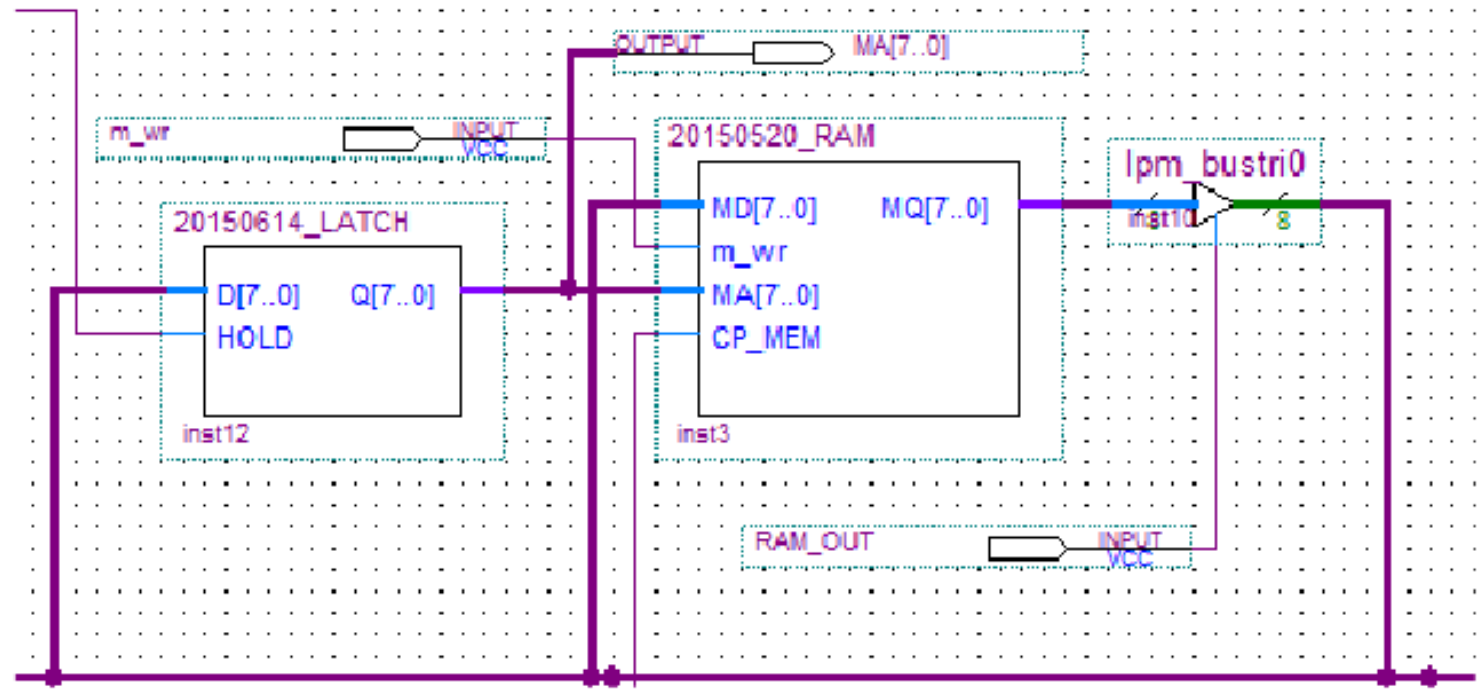 OUTPUT MA[7..0]
m_wr INPUT
VCC
20150520_RAM
lpm_bustri0
MD[7..0] MQ[7..0]
inst10
8
20150614_LATCH
m_wr
D[7..0] Q[7..0]
MA[7..0]
HOLD
CP_MEM
inst12
inst3
RAM_OUT INPUT
VCC